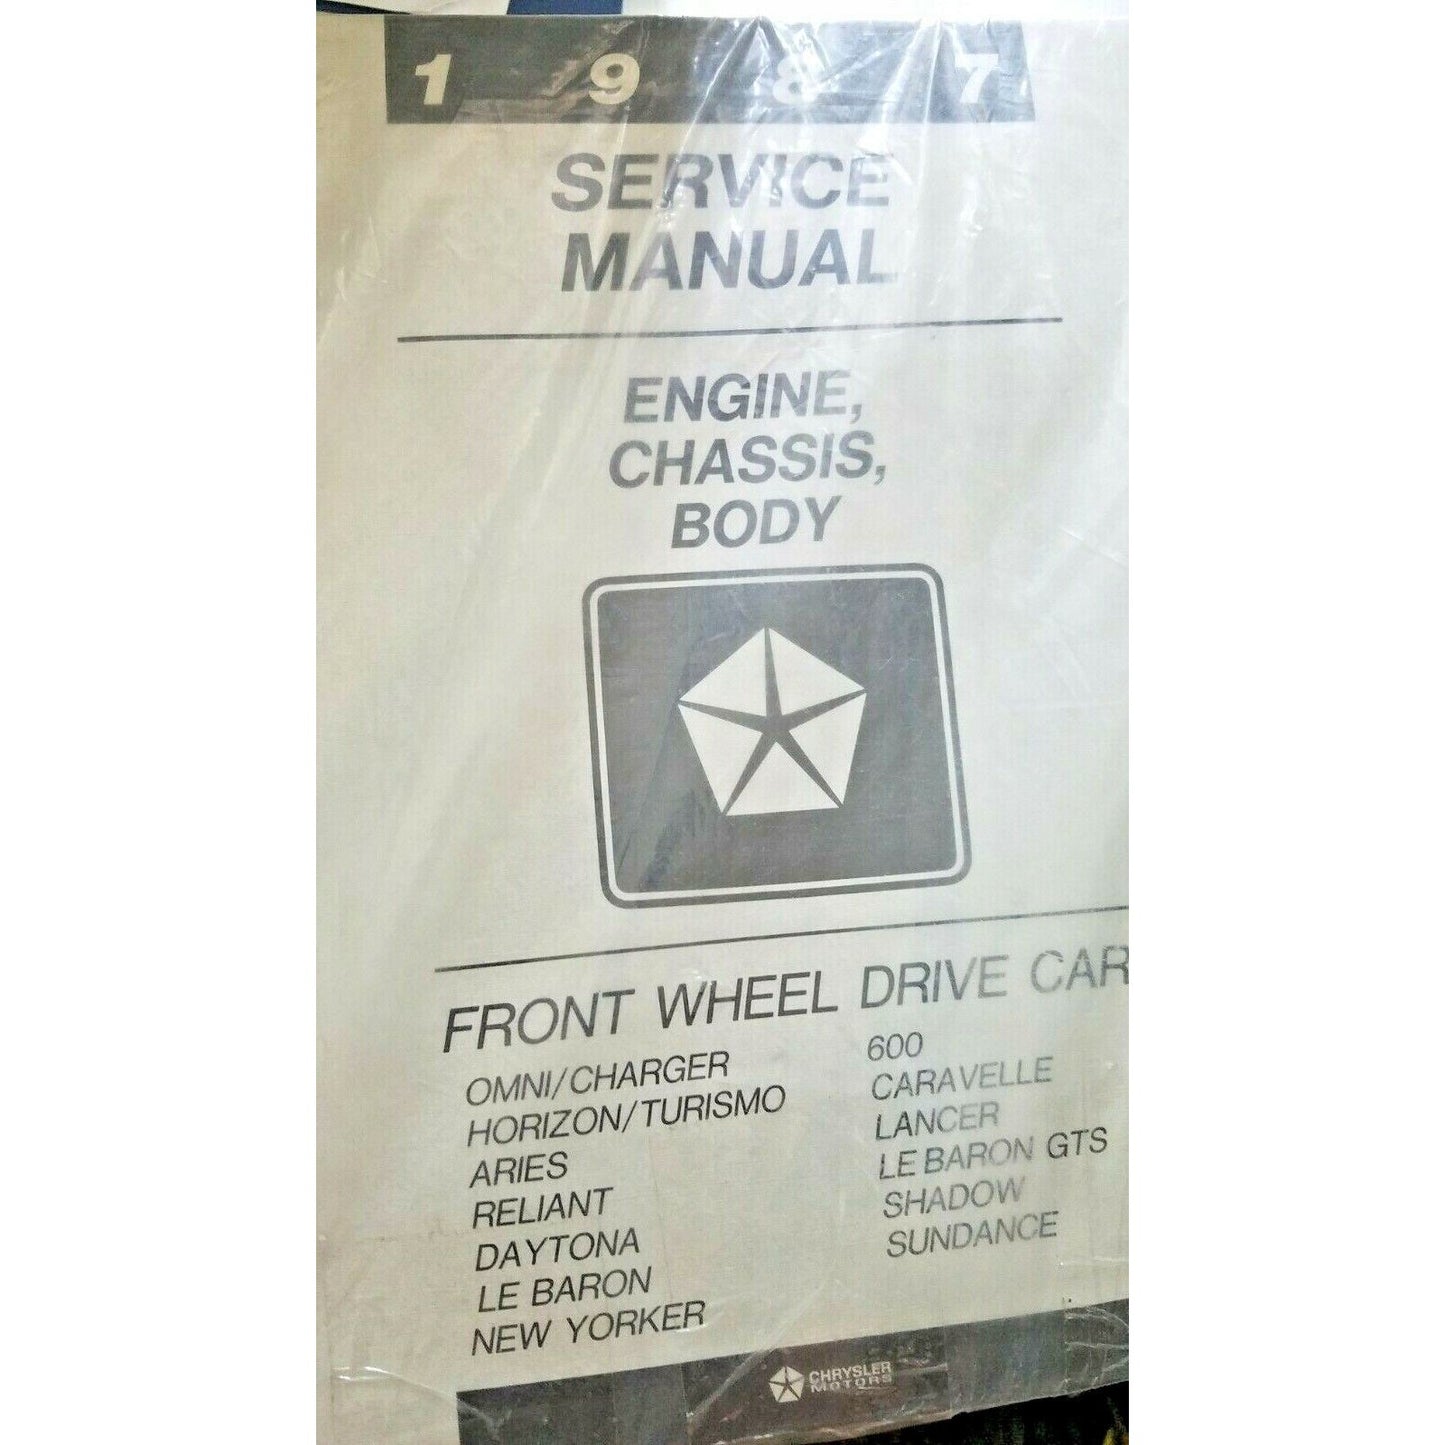 1 9 8 7
SERVICE
MANUAL
ENGINE,
CHASSIS,
BODY
FRONT WHEEL DRIVE CAR
OMNI/CHARGER
HORIZON/TURISMO
ARIES
RELIANT
DAYTONA
LE BARON
NEW YORKER
600
CARAVELLE
LANCER
LE BARON GTS
SHADOW
SUNDANCE
CHRYSLER
MOTORS